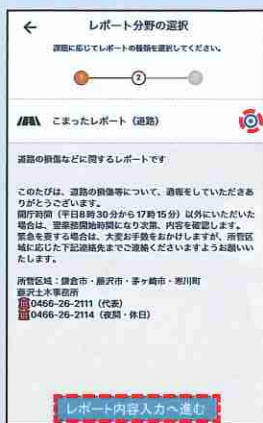 レポート分野の選択
課題に応じてレポートの種類を選択してください。
1 2 3
こまったレポート（道路）
道路の損傷などに関するレポートです
このたびは、道路の損傷等について、通報をしていただきあ
りがとうございます。
開庁時間（平日8時30分から17時15分）以外にいただいた
場合は、翌業務開始時間になり次第、内容を確認します。
緊急を要する場合は、大変お手数をおかけしますが、所管区
域に応じた下記連絡先までご連絡くださいますようお願いい
たします。
所管区域：鎌倉市・藤沢市・茅ヶ崎市・寒川町
藤沢土木事務所
0466-26-2111（代表）
0466-26-2114（夜間・休日）
レポート内容入力へ進む